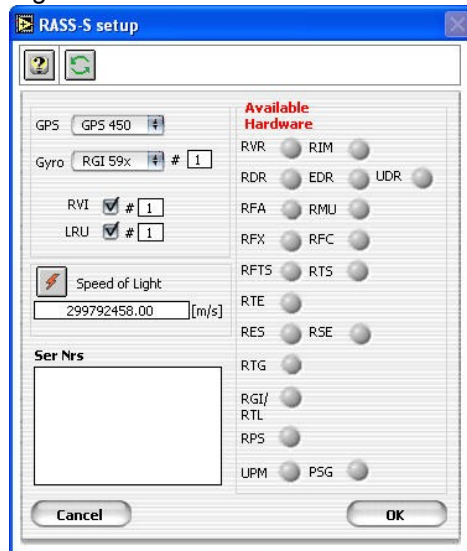 RASS-S setup
GPS GPS 450
Gyro RGI 59x # 1
RVI # 1
LRU # 1
Speed of Light
299792458.00 [m/s]
Ser Nrs
Available
Hardware
RVR RIM
RDR EDR UDR
RFA RMU
RFX RFC
RFTS RTS
RTE
RES RSE
RTG
RGI/
RTL
RPS
UPM PSG
Cancel OK